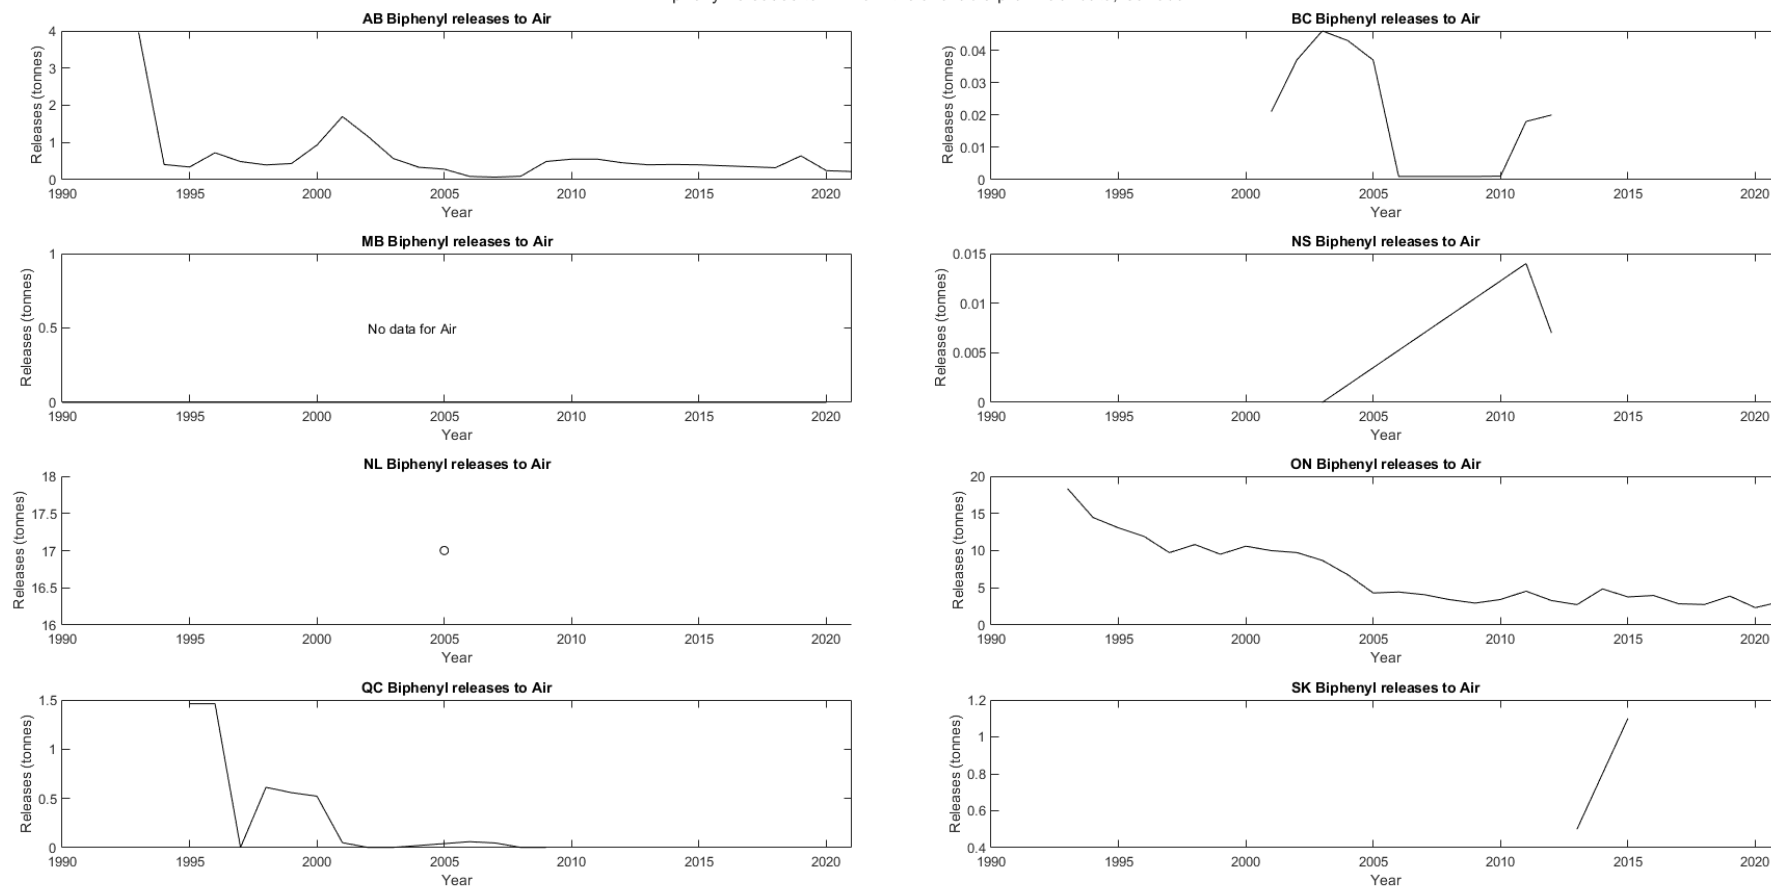 AB Biphenyl releases to Air
4
3
2
1
0
Releases (tonnes)
1990 1995 2000 2005 2010 2015 2020
Year
BC Biphenyl releases to Air
0.04
0.03
0.02
0.01
0
Releases (tonnes)
1990 1995 2000 2005 2010 2015 2020
Year
MB Biphenyl releases to Air
1
0.5
0
Releases (tonnes)
No data for Air
1990 1995 2000 2005 2010 2015 2020
Year
NS Biphenyl releases to Air
0.015
0.01
0.005
0
Releases (tonnes)
1990 1995 2000 2005 2010 2015 2020
Year
NL Biphenyl releases to Air
18
17.5
17
16.5
16
Releases (tonnes)
1990 1995 2000 2005 2010 2015 2020
Year
ON Biphenyl releases to Air
20
15
10
5
0
Releases (tonnes)
1990 1995 2000 2005 2010 2015 2020
Year
QC Biphenyl releases to Air
1.5
1
0.5
0
Releases (tonnes)
1990 1995 2000 2005 2010 2015 2020
Year
SK Biphenyl releases to Air
1.2
1
0.8
0.6
0.4
Releases (tonnes)
1990 1995 2000 2005 2010 2015 2020
Year